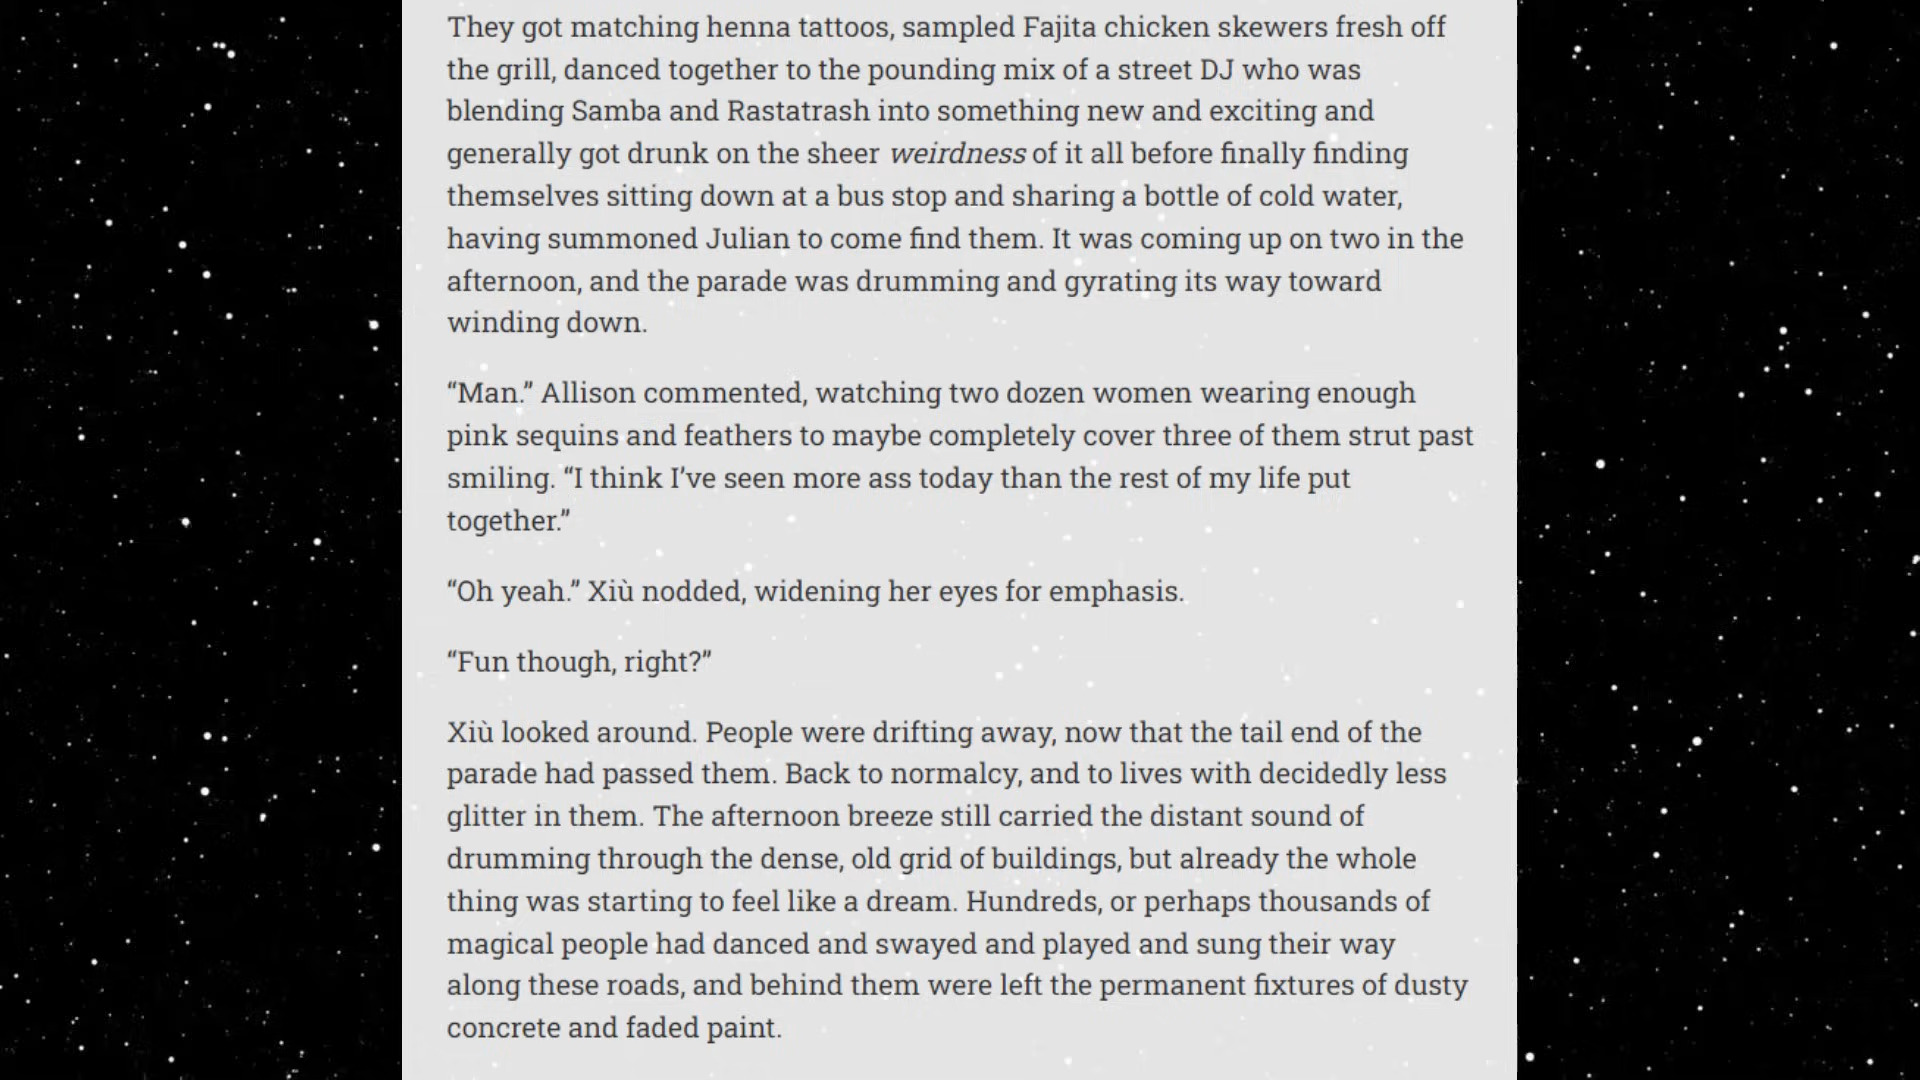 They got matching henna tattoos, sampled Fajita chicken skewers fresh off
the grill, danced together to the pounding mix of a street DJ who was
blending Samba and Rastatrash into something new and exciting and
generally got drunk on the sheer weirdness of it all before finally finding
themselves sitting down at a bus stop and sharing a bottle of cold water,
having summoned Julian to come find them. It was coming up on two in the
afternoon, and the parade was drumming and gyrating its way toward
winding down.
“Man.” Allison commented, watching two dozen women wearing enough
pink sequins and feathers to maybe completely cover three of them strut past
smiling. “I think I’ve seen more ass today than the rest of my life put
together.”
“Oh yeah.” Xiù nodded, widening her eyes for emphasis.
“Fun though, right?”
Xiù looked around. People were drifting away, now that the tail end of the
parade had passed them. Back to normalcy, and to lives with decidedly less
glitter in them. The afternoon breeze still carried the distant sound of
drumming through the dense, old grid of buildings, but already the whole
thing was starting to feel like a dream. Hundreds, or perhaps thousands of
magical people had danced and swayed and played and sung their way
along these roads, and behind them were left the permanent fixtures of dusty
concrete and faded paint.